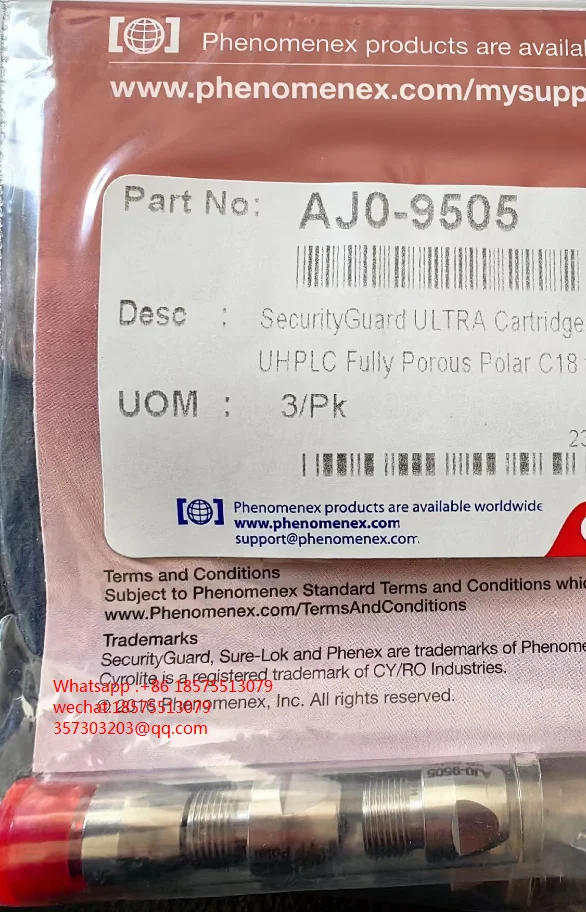 Phenomenex products are availa
www.phenomenex.com/mysupp
Part No: AJ0-9505
Desc : SecurityGuard ULTRA Cartridge
UHPLC Fully Porous Polar C18
UOM : 3/Pk
23
Phenomenex products are available worldwide
www.phenomenex.com
support@phenomenex.com.
Terms and Conditions
Subject to Phenomenex Standard Terms and Conditions whic
www.Phenomenex.com/TermsAndConditions
Trademarks
SecurityGuard, Sure-Lok and Phenex are trademarks of Phenome
Cyrolite is a registered trademark of CY/RO Industries.
Whatsapp :+86 18575513079
wechat:18575513079
© 2016 Phenomenex, Inc. All rights reserved.
357303203@qq.com
AJ0-9505